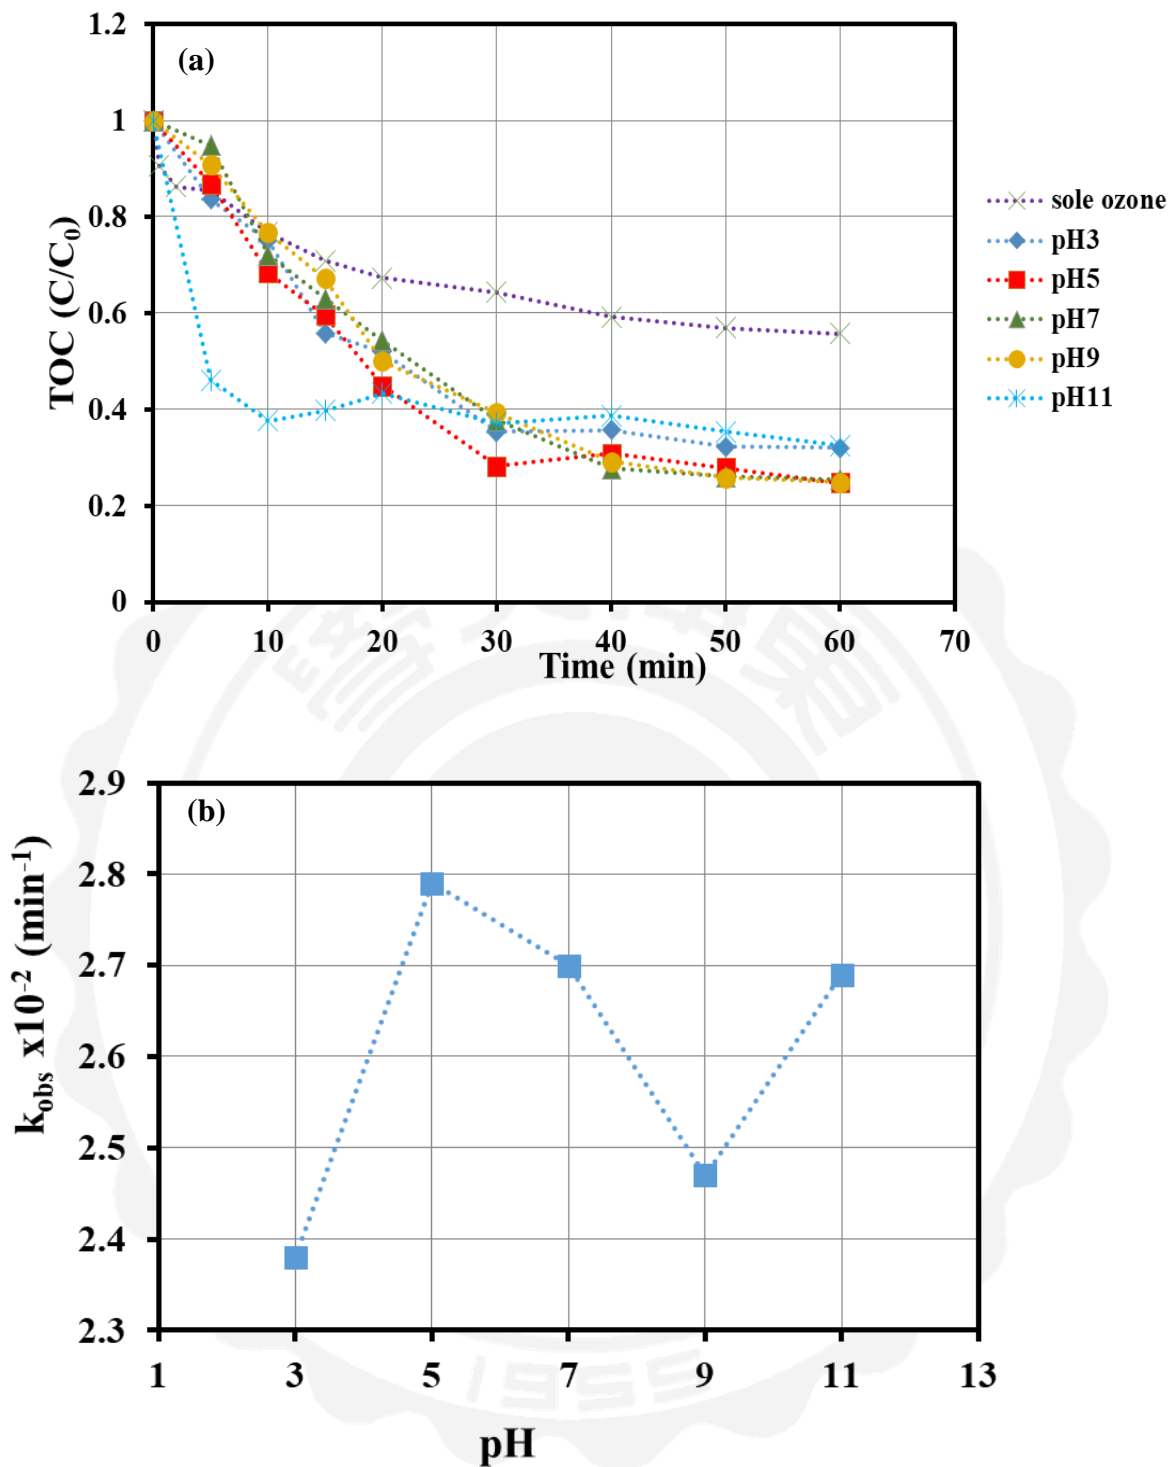 (a)
1.2
1
0.8
0.6
0.4
0.2
0
TOC (C/C₀)
0 10 20 30 40 50 60 70
Time (min)
sole ozone
pH3
pH5
pH7
pH9
pH11
(b)
2.9
2.8
2.7
2.6
2.5
2.4
2.3
kobs x10⁻² (min⁻¹)
1 3 5 7 9 11 13
pH